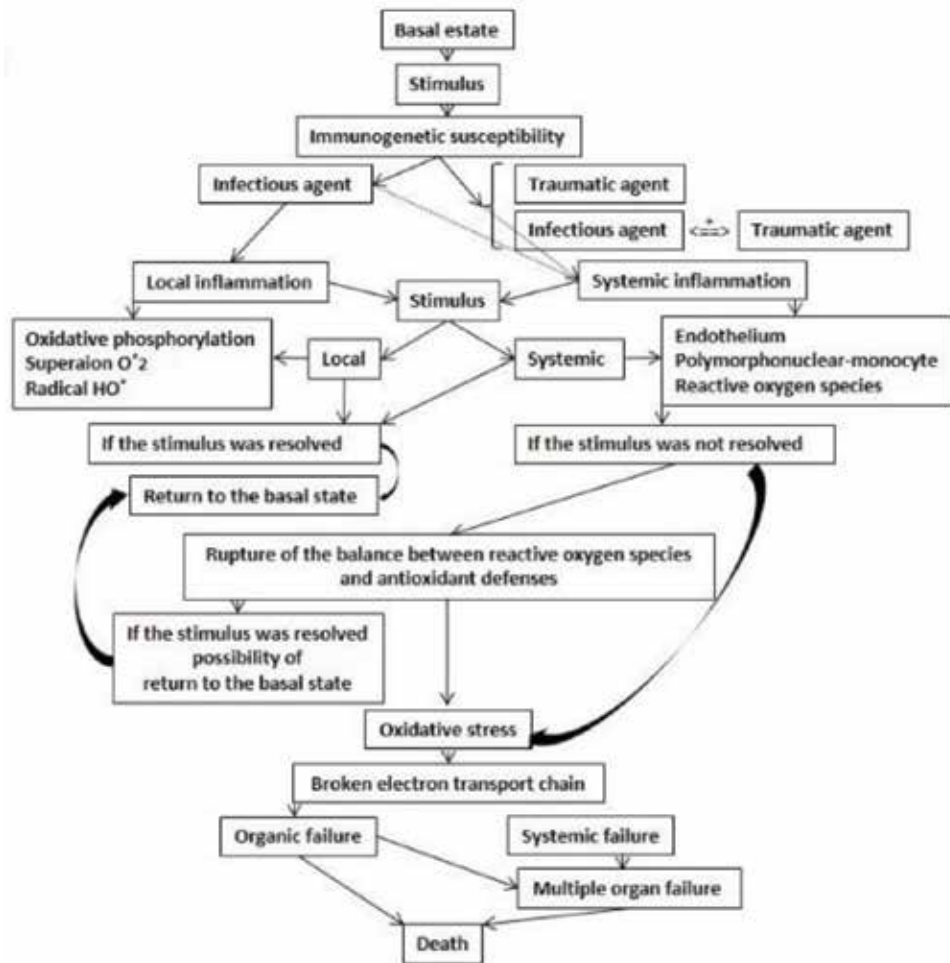 Basal estate
Stimulus
Immunogenetic susceptibility
Infectious agent
Traumatic agent
Infectious agent <==> + Traumatic agent
Local inflammation
Systemic inflammation
Stimulus
Oxidative phosphorylation
Superaion O˚2
Radical HO˚
Local
Systemic
Endothelium
Polymorphonuclear-monocyte
Reactive oxygen species
If the stimulus was resolved
If the stimulus was not resolved
Return to the basal state
Rupture of the balance between reactive oxygen species
and antioxidant defenses
If the stimulus was resolved
possibility of
return to the basal state
Oxidative stress
Broken electron transport chain
Organic failure
Systemic failure
Multiple organ failure
Death